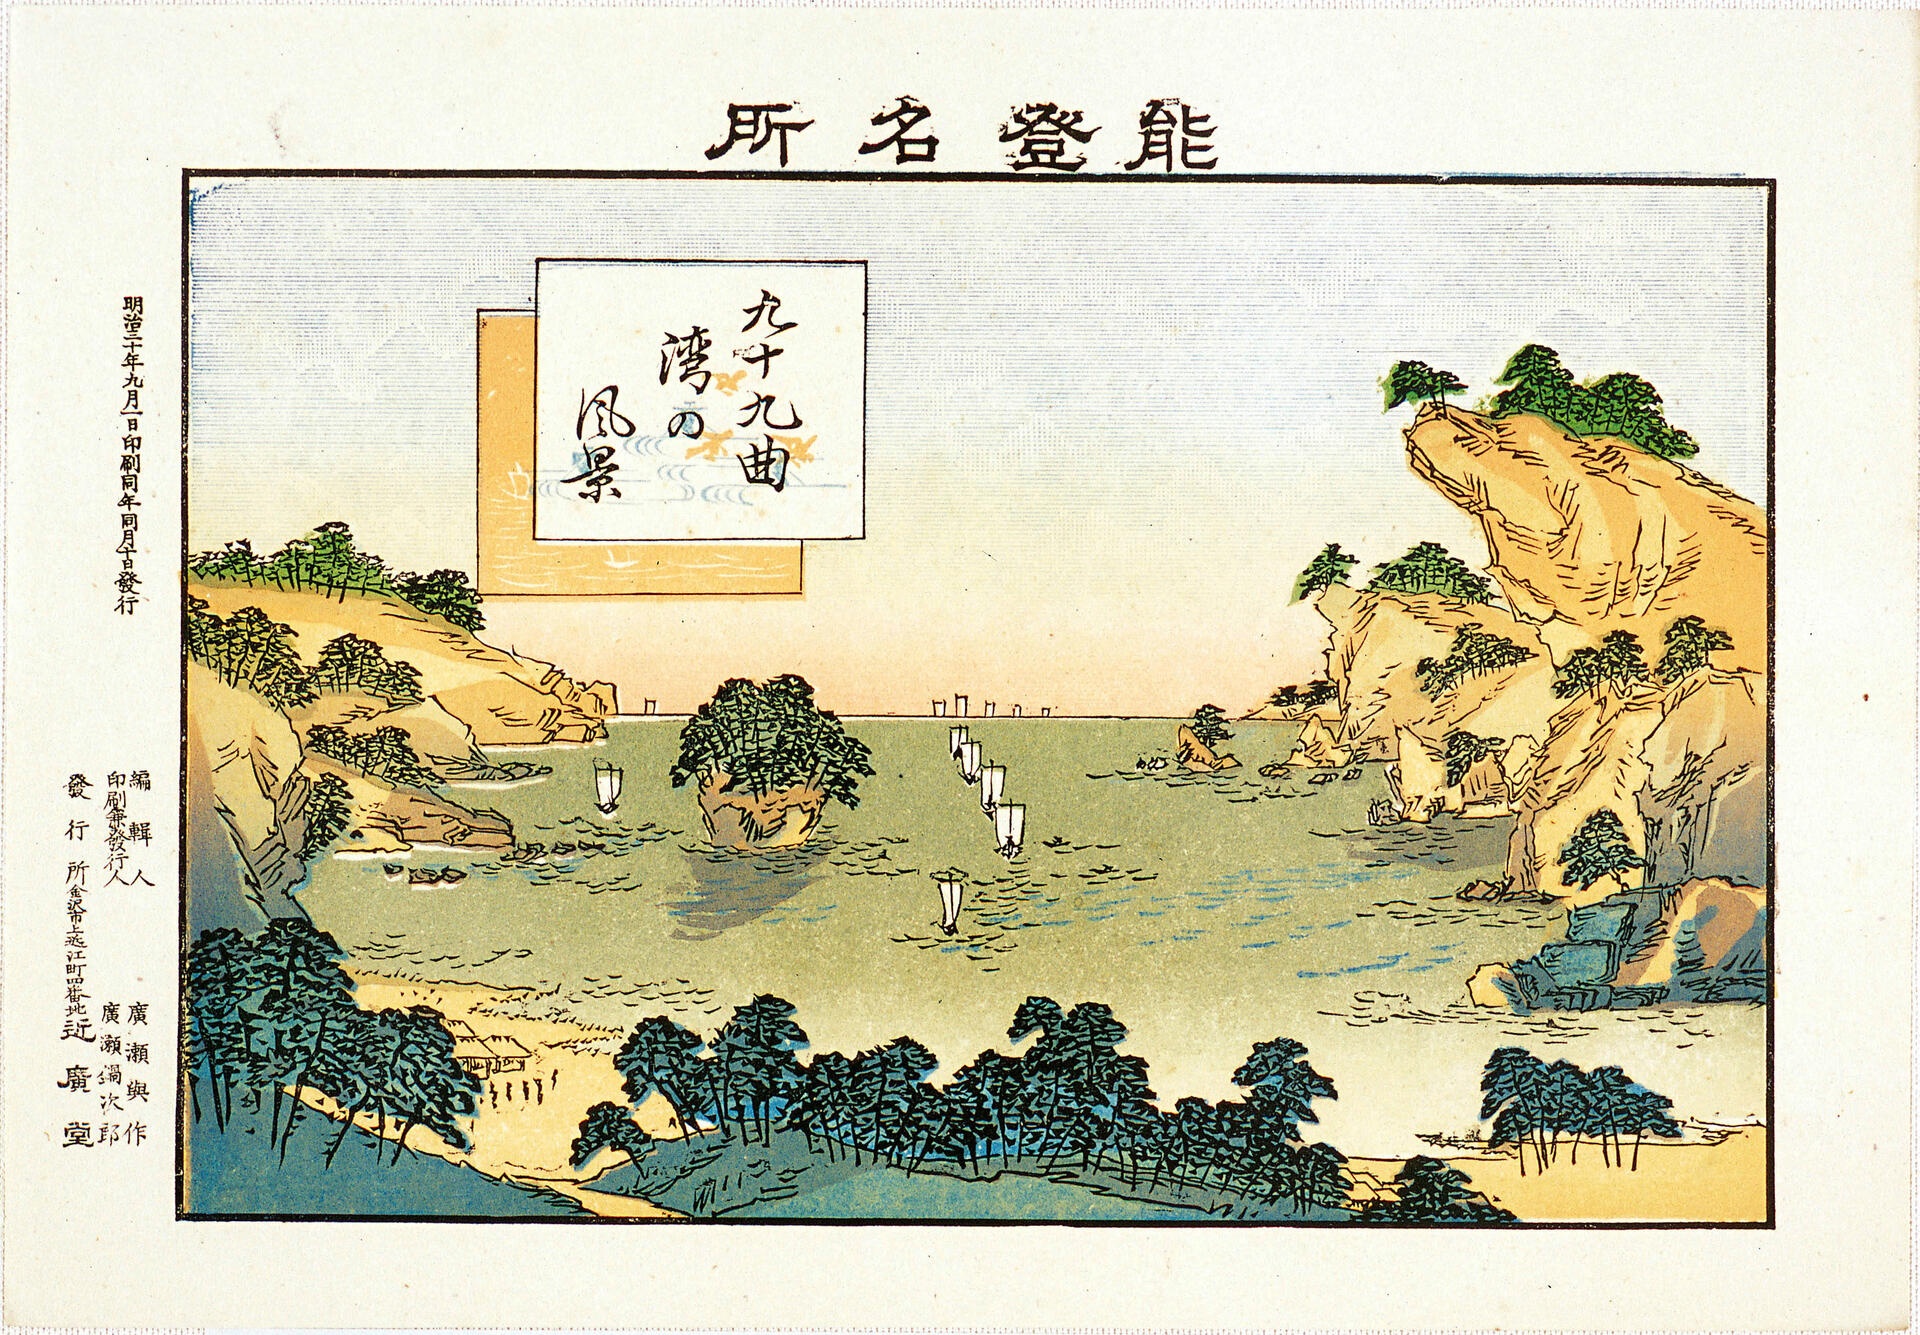 能登名所
九十九曲
湾の
風景
明治三十年九月一日印刷同年同月十日發行
編輯人 廣瀬與作
印刷兼發行人 廣瀬鍋次郎
發行所 金沢市上近江町四番地 近廣堂